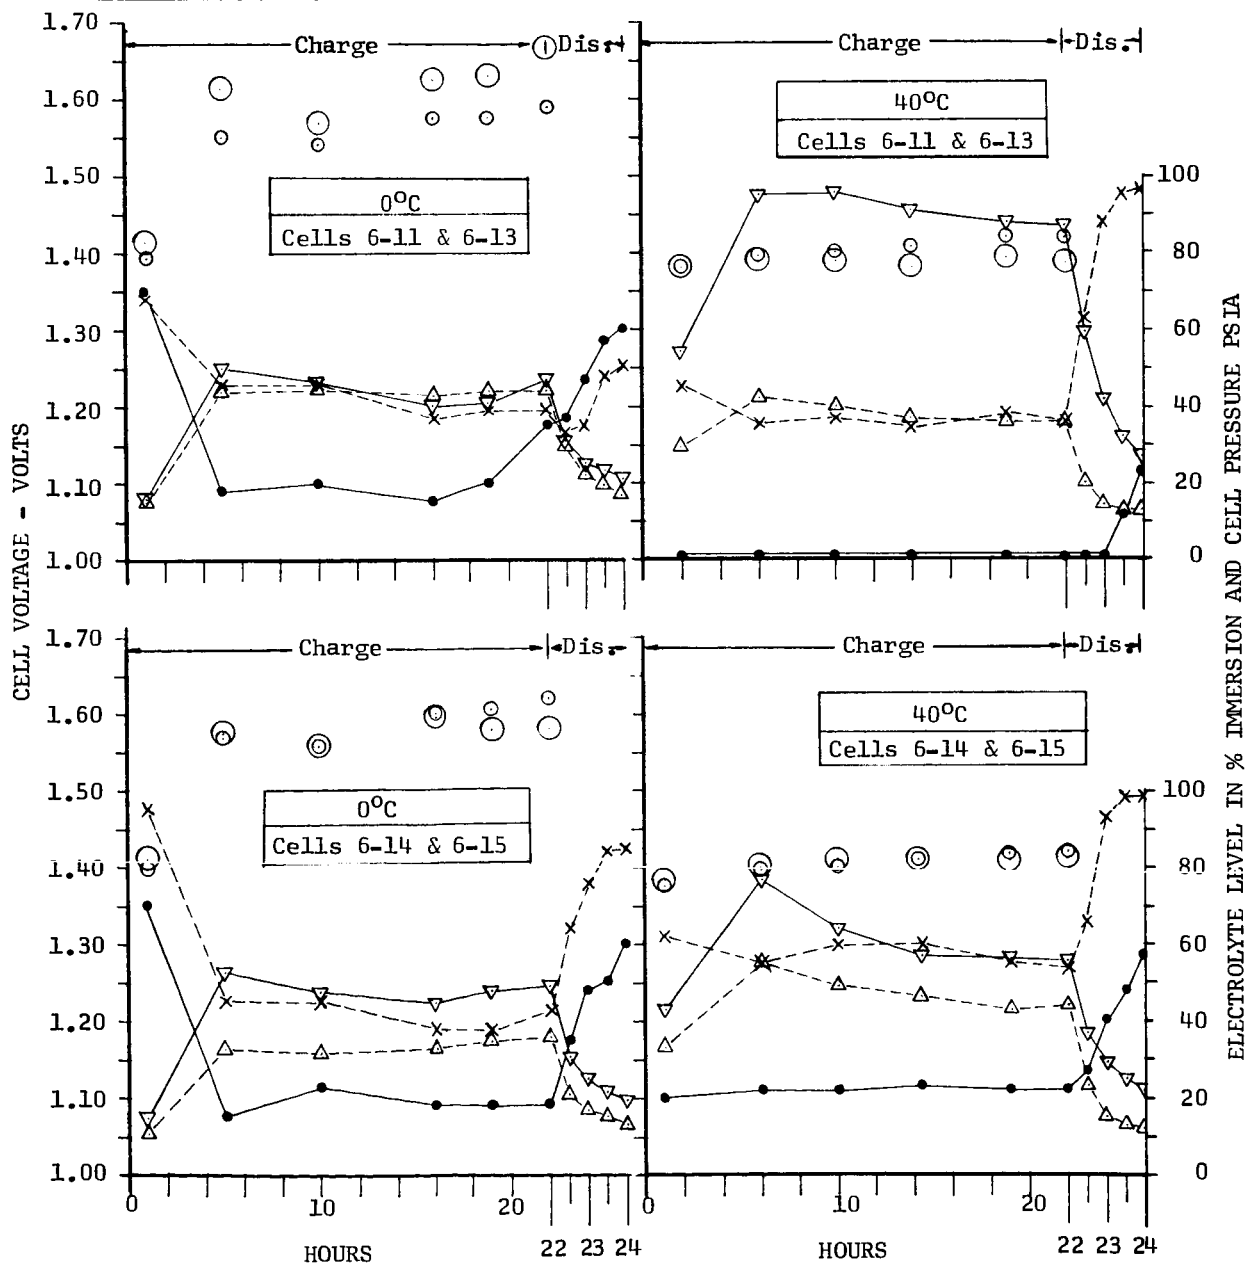 Charge Dis.
Charge Dis.
1.70
1.60
1.50
1.40
1.30
1.20
1.10
1.00
0°C
Cells 6-11 & 6-13
40°C
Cells 6-11 & 6-13
100
80
60
40
20
0
CELL VOLTAGE - VOLTS
ELECTROLYTE LEVEL IN % IMMERSION AND CELL PRESSURE PSIA
Charge Dis.
Charge Dis.
1.70
1.60
1.50
1.40
1.30
1.20
1.10
1.00
0°C
Cells 6-14 & 6-15
40°C
Cells 6-14 & 6-15
100
80
60
40
20
0
0 10 20
22 23 24
HOURS
0 10 20
22 23 24
HOURS